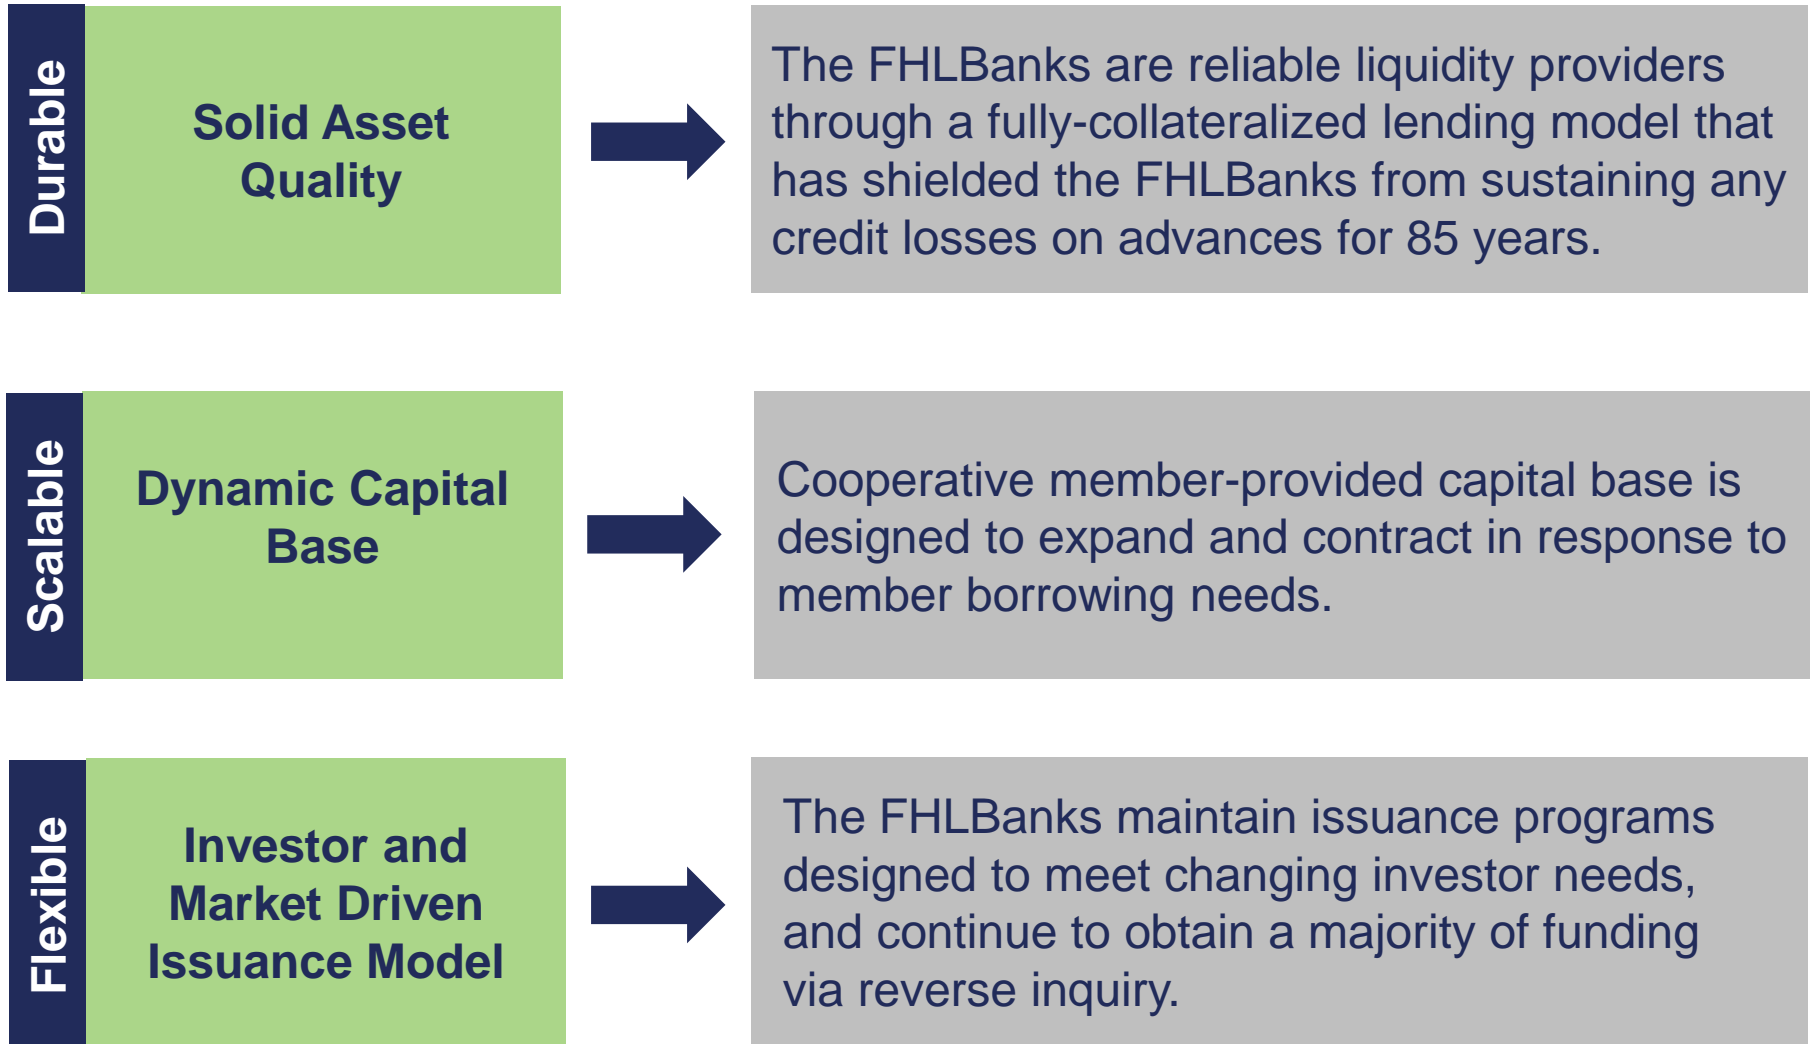 Durable
Solid Asset
Quality
The FHLBanks are reliable liquidity providers
through a fully-collateralized lending model that
has shielded the FHLBanks from sustaining any
credit losses on advances for 85 years.
Scalable
Dynamic Capital
Base
Cooperative member-provided capital base is
designed to expand and contract in response to
member borrowing needs.
Flexible
Investor and
Market Driven
Issuance Model
The FHLBanks maintain issuance programs
designed to meet changing investor needs,
and continue to obtain a majority of funding
via reverse inquiry.